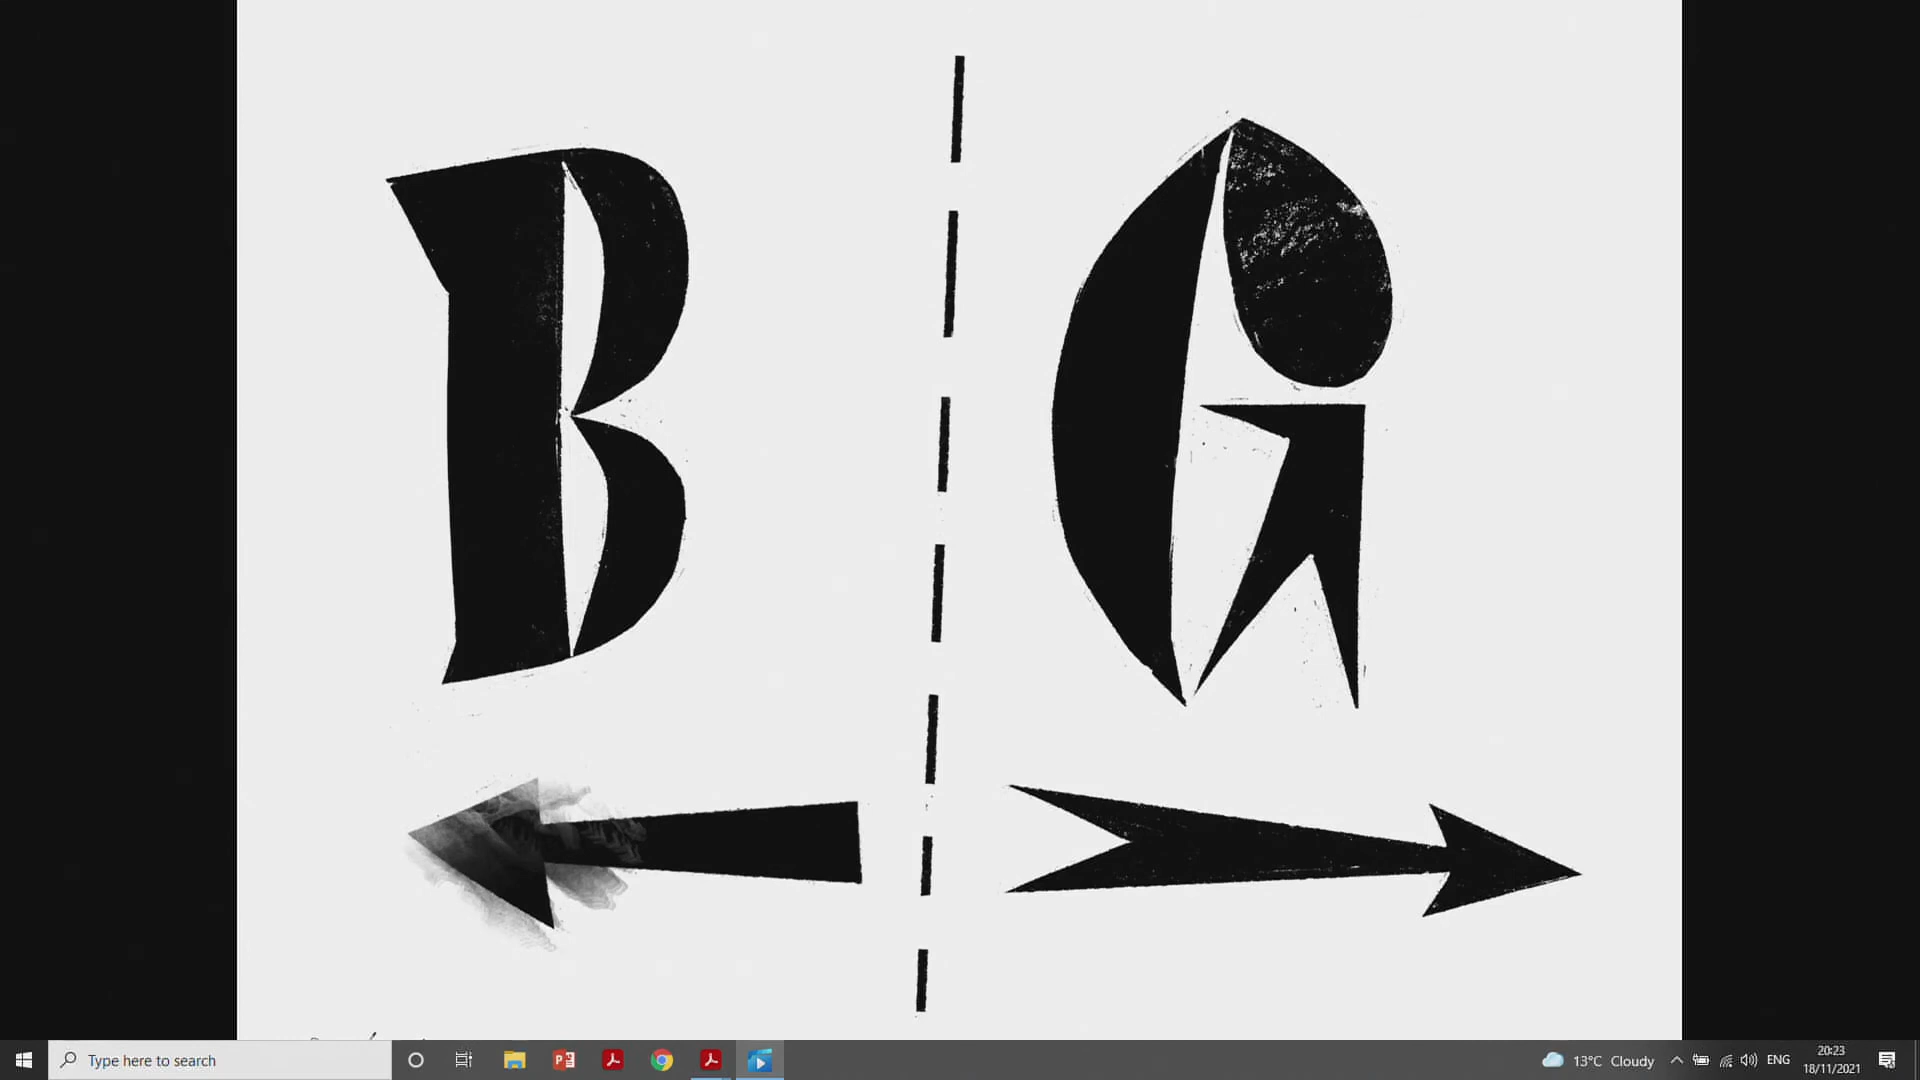 B G
Type here to search
13°C Cloudy
ENG
20:23
18/11/2021